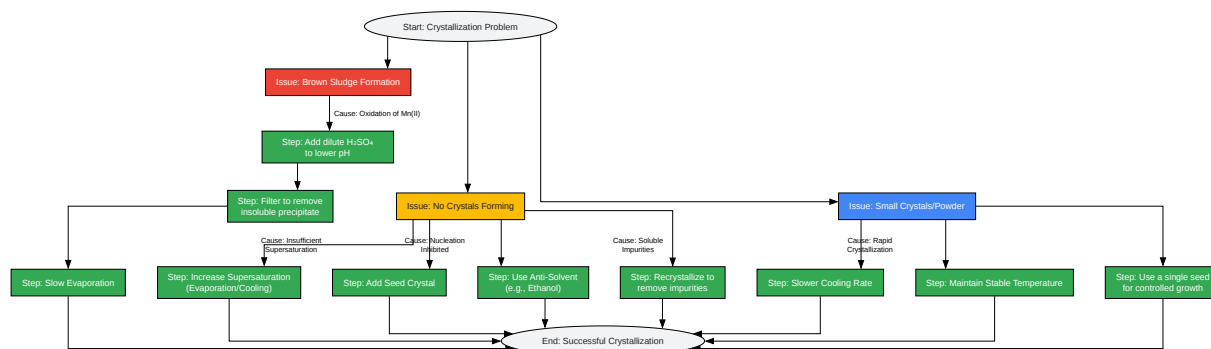 Start: Crystallization Problem
Issue: Brown Sludge Formation
Cause: Oxidation of Mn(II)
Step: Add dilute H₂SO₄
to lower pH
Step: Filter to remove
insoluble precipitate
Issue: No Crystals Forming
Issue: Small Crystals/Powder
Cause: Insufficient
Supersaturation
Cause: Nucleation
Inhibited
Cause: Soluble
Impurities
Cause: Rapid
Crystallization
Step: Slow Evaporation
Step: Increase Supersaturation
(Evaporation/Cooling)
Step: Add Seed Crystal
Step: Use Anti-Solvent
(e.g., Ethanol)
Step: Recrystallize to
remove impurities
Step: Slower Cooling Rate
Step: Maintain Stable Temperature
Step: Use a single seed
for controlled growth
End: Successful Crystallization